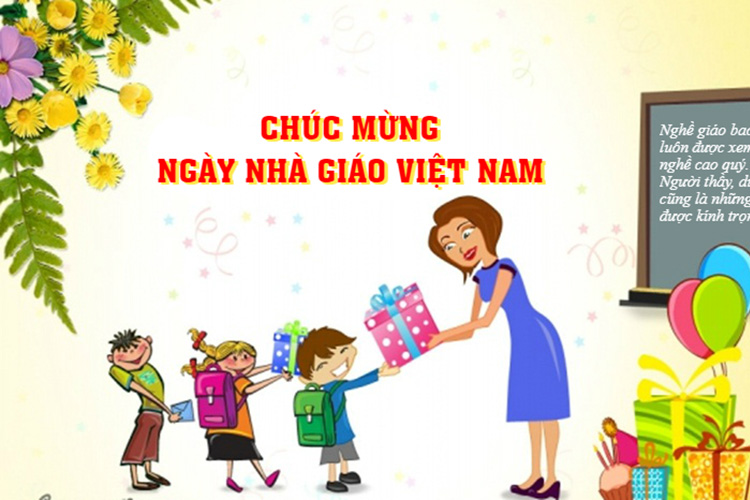 CHÚC MỪNG
NGÀY NHÀ GIÁO VIỆT NAM
Nghề giáo bao
luôn được xem
nghề cao quý.
Người thầy,
cũng là những
được kính trọn